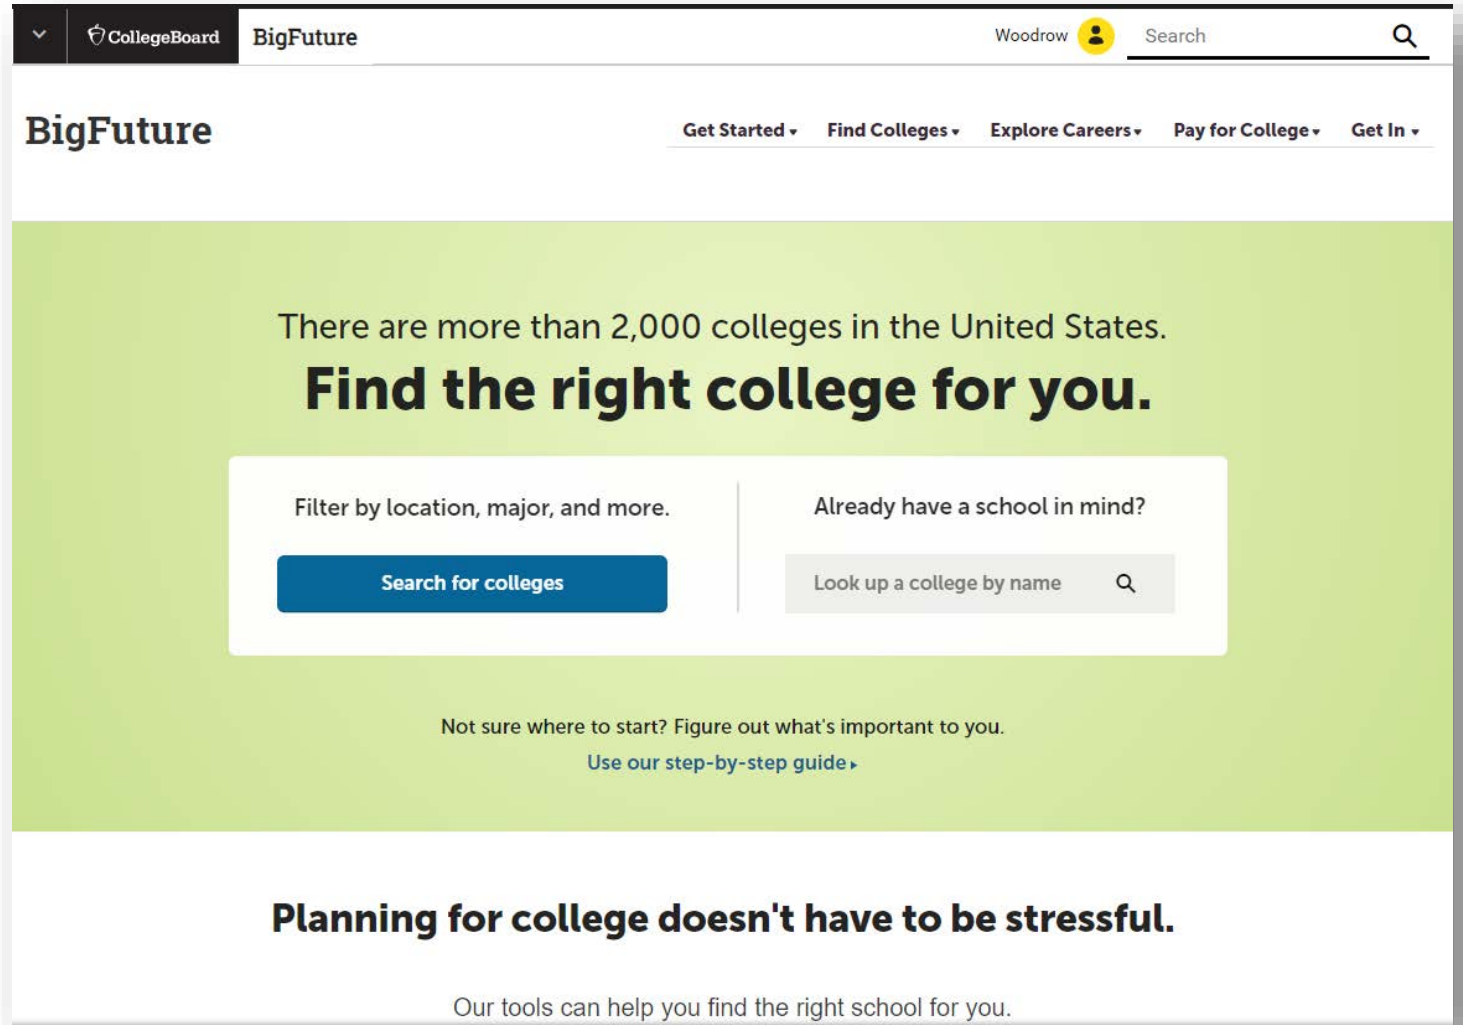 CollegeBoard BigFuture Woodrow Search
BigFuture
Get Started Find Colleges Explore Careers Pay for College Get In
There are more than 2,000 colleges in the United States.
Find the right college for you.
Filter by location, major, and more.
Search for colleges
Already have a school in mind?
Look up a college by name
Not sure where to start? Figure out what's important to you.
Use our step-by-step guide
Planning for college doesn't have to be stressful.
Our tools can help you find the right school for you.